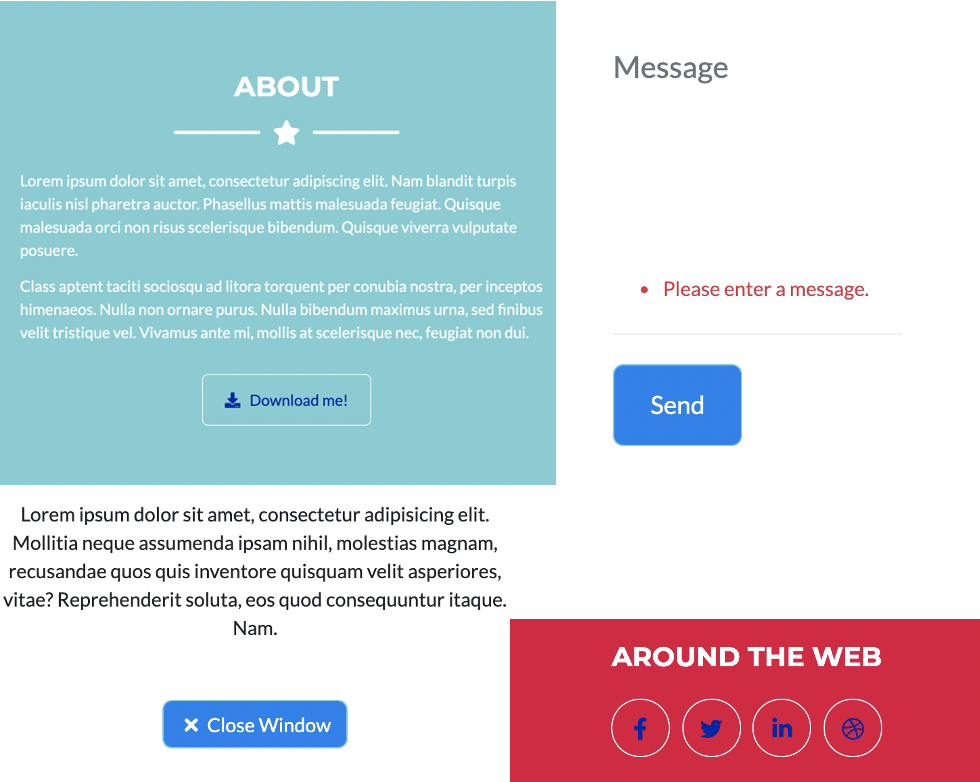 ABOUT
Lorem ipsum dolor sit amet, consectetur adipiscing elit. Nam blandit turpis
iaculis nisl pharetra auctor. Phasellus mattis malesuada feugiat. Quisque
malesuada orci non risus scelerisque bibendum. Quisque viverra vulputate
posuere.
Class aptent taciti sociosqu ad litora torquent per conubia nostra, per inceptos
himenaeos. Nulla non ornare purus. Nulla bibendum maximus urna, sed finibus
velit tristique vel. Vivamus ante mi, mollis at scelerisque nec, feugiat non dui.
Download me!
Message
Please enter a message.
Send
Lorem ipsum dolor sit amet, consectetur adipisicing elit.
Mollitia neque assumenda ipsam nihil, molestias magnam,
recusandae quos quis inventore quisquam velit asperiores,
vitae? Reprehenderit soluta, eos quod consequuntur itaque.
Nam.
Close Window
AROUND THE WEB